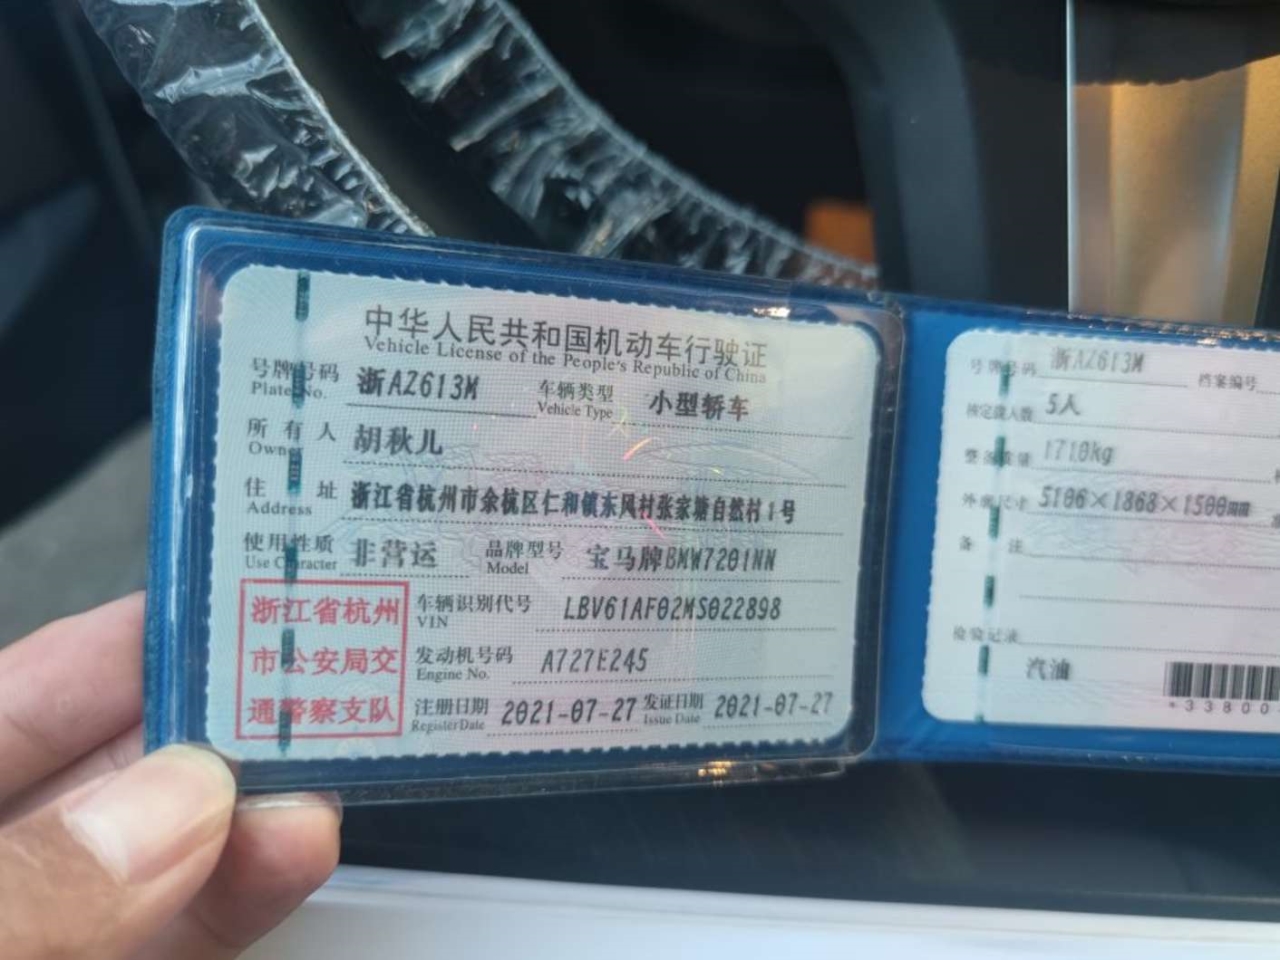 中华人民共和国机动车行驶证
Vehicle License of the People's Republic of China
号牌号码 浙AZ613M 车辆类型 小型轿车
Plate No. Vehicle Type
所有人 胡秋儿
Owner
住址 浙江省杭州市余杭区仁和镇东风村张家塘自然村1号
Address
使用性质 非营运 品牌型号 宝马牌BMW7201NN
Use Character Model
浙江省杭州
市公安局交
通警察支队
车辆识别代号 LBV61AF02MS022898
VIN
发动机号码 A727E245
Engine No.
注册日期 2021-07-27 发证日期 2021-07-27
Register Date Issue Date
号牌号码 浙AZ613M 档案编号
核定载人数 5人
整备质量 1710kg
外廓尺寸 5106×1868×1500mm
备注
检验记录
汽油
*33800